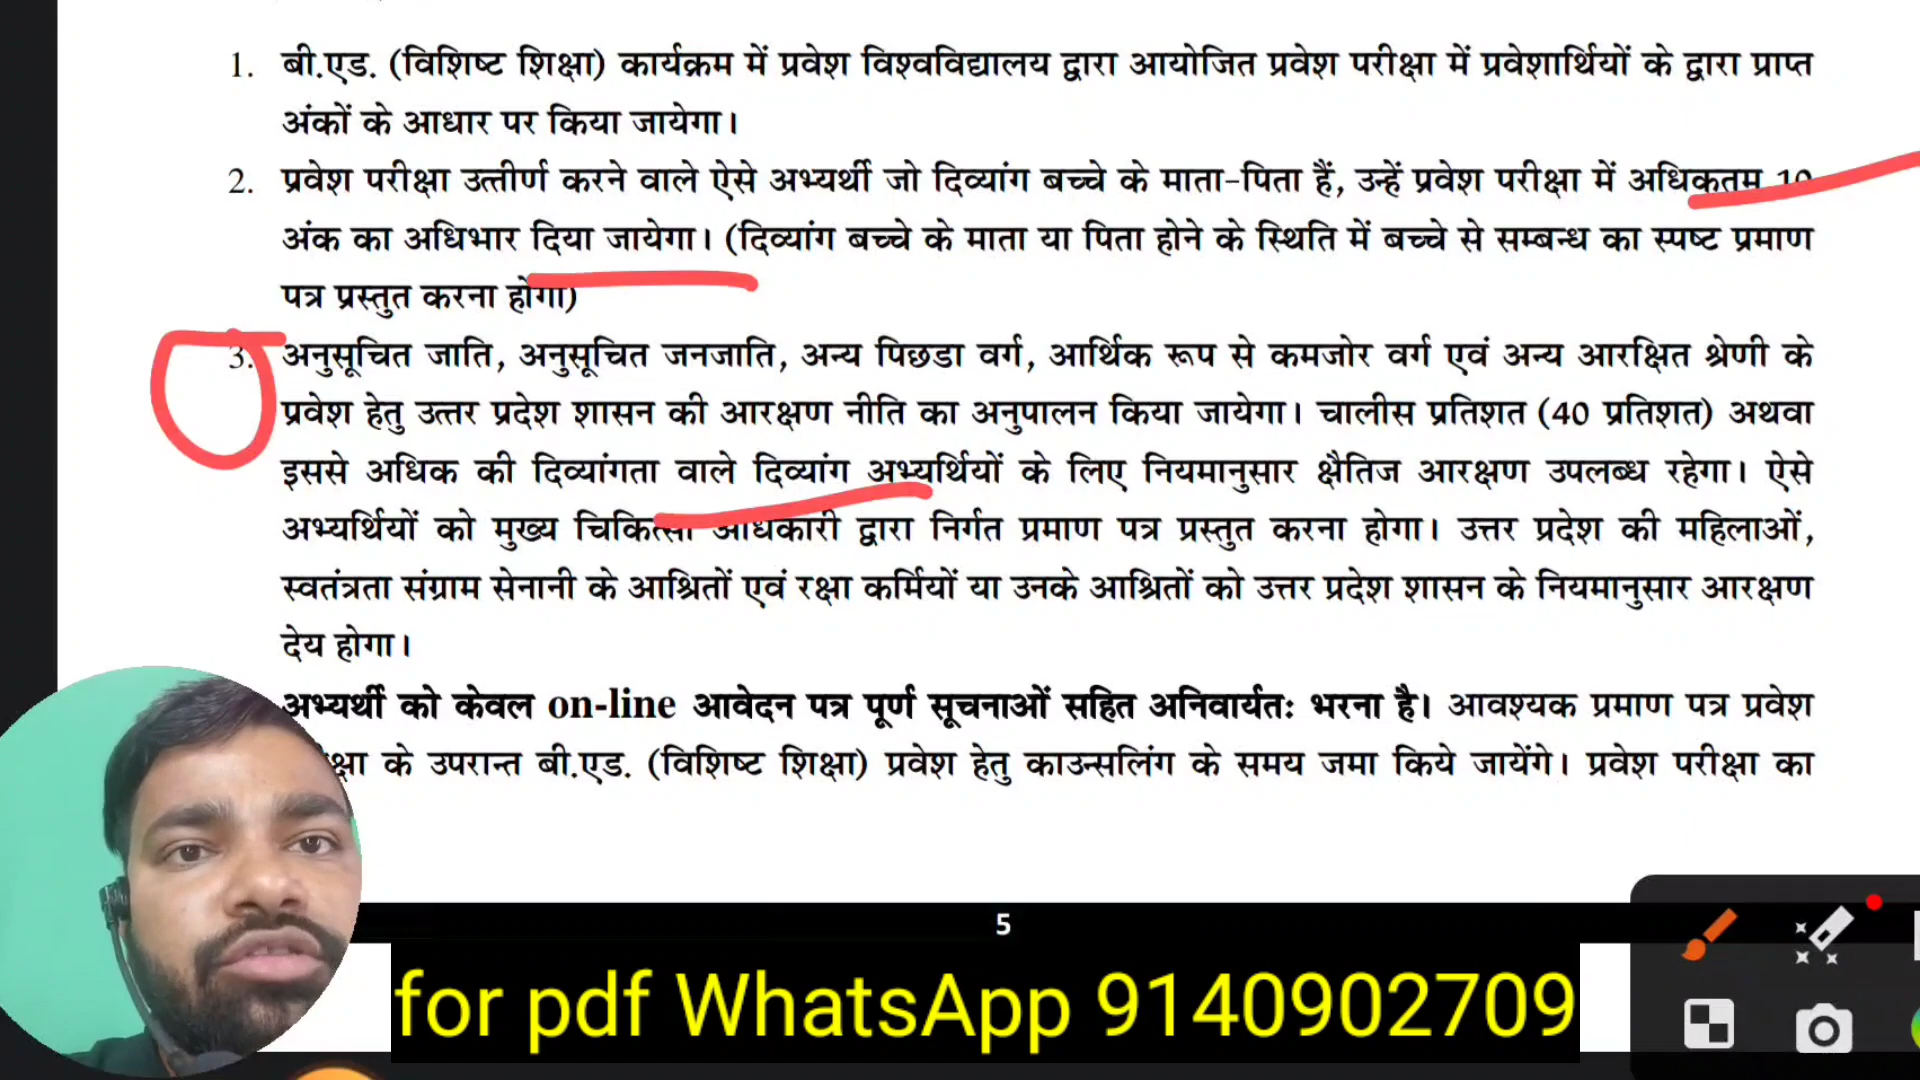 1. बी.एड. (विशिष्ट शिक्षा) कार्यक्रम में प्रवेश विश्वविद्यालय द्वारा आयोजित प्रवेश परीक्षा में प्रवेशार्थियों के द्वारा प्राप्त
अंकों के आधार पर किया जायेगा।
2. प्रवेश परीक्षा उत्तीर्ण करने वाले ऐसे अभ्यर्थी जो दिव्यांग बच्चे के माता-पिता हैं, उन्हें प्रवेश परीक्षा में अधिकतम 10
अंक का अधिभार दिया जायेगा। (दिव्यांग बच्चे के माता या पिता होने के स्थिति में बच्चे से सम्बन्ध का स्पष्ट प्रमाण
पत्र प्रस्तुत करना होगा)
3. अनुसूचित जाति, अनुसूचित जनजाति, अन्य पिछडा वर्ग, आर्थिक रूप से कमजोर वर्ग एवं अन्य आरक्षित श्रेणी के
प्रवेश हेतु उत्तर प्रदेश शासन की आरक्षण नीति का अनुपालन किया जायेगा। चालीस प्रतिशत (40 प्रतिशत) अथवा
इससे अधिक की दिव्यांगता वाले दिव्यांग अभ्यर्थियों के लिए नियमानुसार क्षैतिज आरक्षण उपलब्ध रहेगा। ऐसे
अभ्यर्थियों को मुख्य चिकित्सा अधिकारी द्वारा निर्गत प्रमाण पत्र प्रस्तुत करना होगा। उत्तर प्रदेश की महिलाओं,
स्वतंत्रता संग्राम सेनानी के आश्रितों एवं रक्षा कर्मियों या उनके आश्रितों को उत्तर प्रदेश शासन के नियमानुसार आरक्षण
देय होगा।
अभ्यर्थी को केवल on-line आवेदन पत्र पूर्ण सूचनाओं सहित अनिवार्यतः भरना है। आवश्यक प्रमाण पत्र प्रवेश
के उपरान्त बी.एड. (विशिष्ट शिक्षा) प्रवेश हेतु काउन्सलिंग के समय जमा किये जायेंगे। प्रवेश परीक्षा का
5
for pdf WhatsApp 9140902709